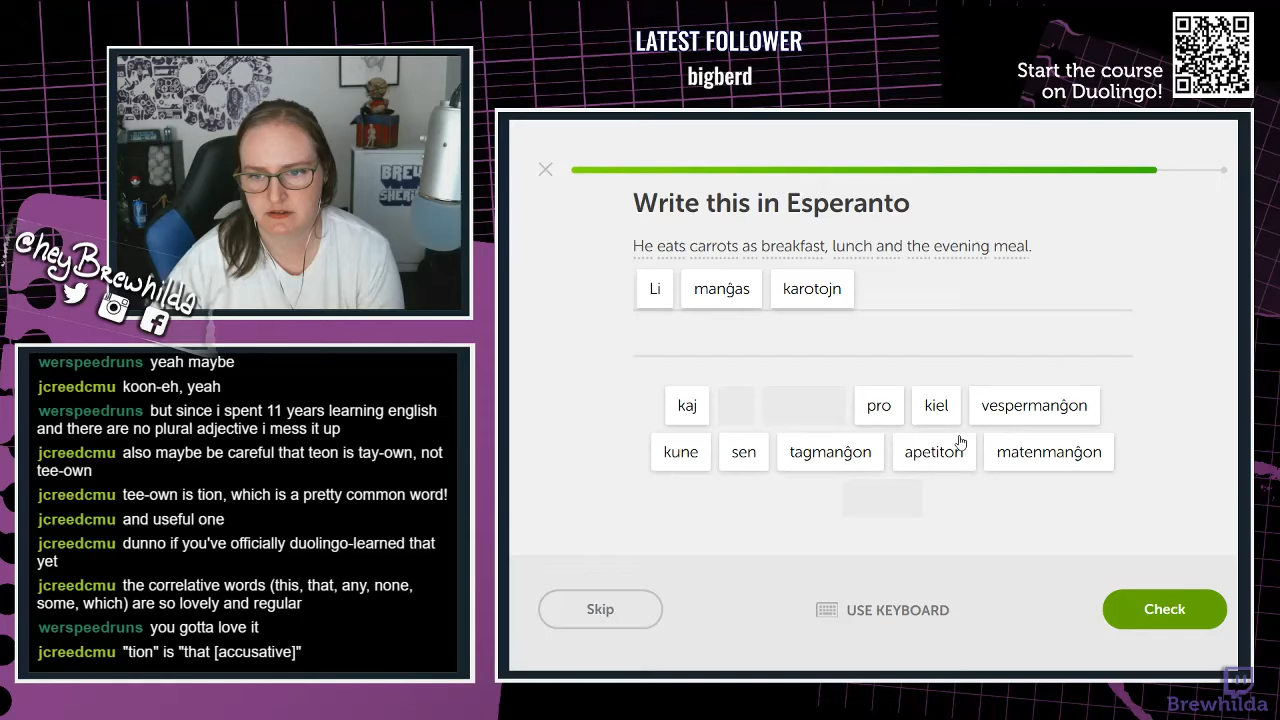 LATEST FOLLOWER
bigberd
Start the course
on Duolingo!
@heyBrewhilda
Write this in Esperanto
He eats carrots as breakfast, lunch and the evening meal.
Li manĝas karotojn
kaj pro kiel vespermanĝon
kune sen tagmanĝon apetiton matenmanĝon
Skip
USE KEYBOARD
Check
werspeedruns yeah maybe
jcreedcmu koon-eh, yeah
werspeedruns but since i spent 11 years learning english
and there are no plural adjective i mess it up
jcreedcmu also maybe be careful that teon is tay-own, not
tee-own
jcreedcmu tee-own is tion, which is a pretty common word!
jcreedcmu and useful one
jcreedcmu dunno if you've officially duolingo-learned that
yet
jcreedcmu the correlative words (this, that, any, none,
some, which) are so lovely and regular
werspeedruns you gotta love it
jcreedcmu "tion" is "that [accusative]"
Brewhilda